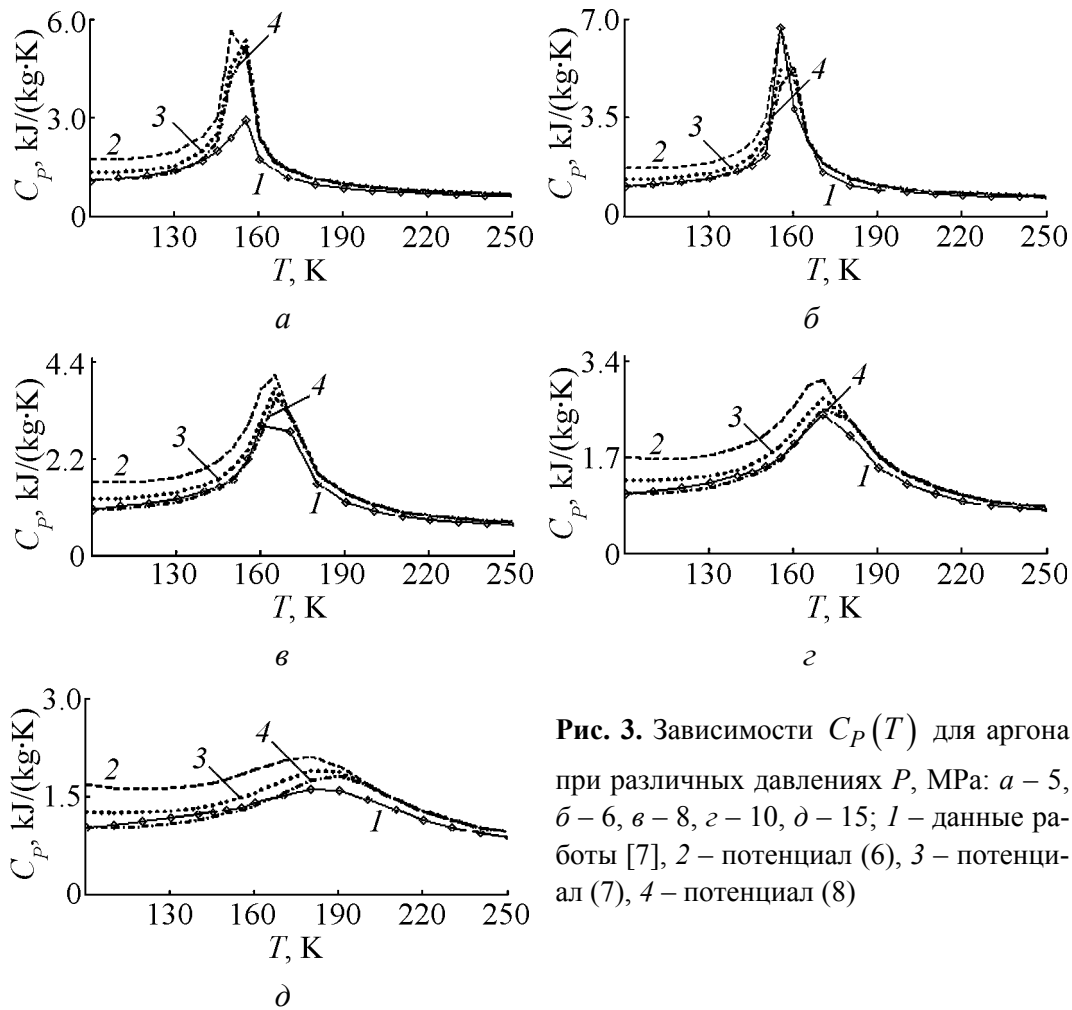 6.0
3.0
0
C_P, kJ/(kg·K)
130 160 190 220 250
T, K
2
3
4
1
а
7.0
3.5
0
C_P, kJ/(kg·K)
130 160 190 220 250
T, K
2
3
4
1
б
4.4
2.2
0
C_P, kJ/(kg·K)
130 160 190 220 250
T, K
2
3
4
1
в
3.4
1.7
0
C_P, kJ/(kg·K)
130 160 190 220 250
T, K
2
3
4
1
г
3.0
1.5
0
C_P, kJ/(kg·K)
130 160 190 220 250
T, K
2
3
4
1
д
Рис. 3. Зависимости C_P(T) для аргона
при различных давлениях P, МРа: а – 5,
б – 6, в – 8, г – 10, д – 15; 1 – данные ра-
боты [7], 2 – потенциал (6), 3 – потенци-
ал (7), 4 – потенциал (8)